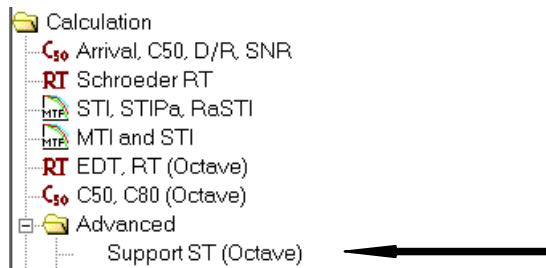 Calculation
C50 Arrival, C50, D/R, SNR
RT Schroeder RT
MTF STI, STIPa, RaSTI
MTF MTI and STI
RT EDT, RT (Octave)
C50 C50, C80 (Octave)
Advanced
Support ST (Octave)